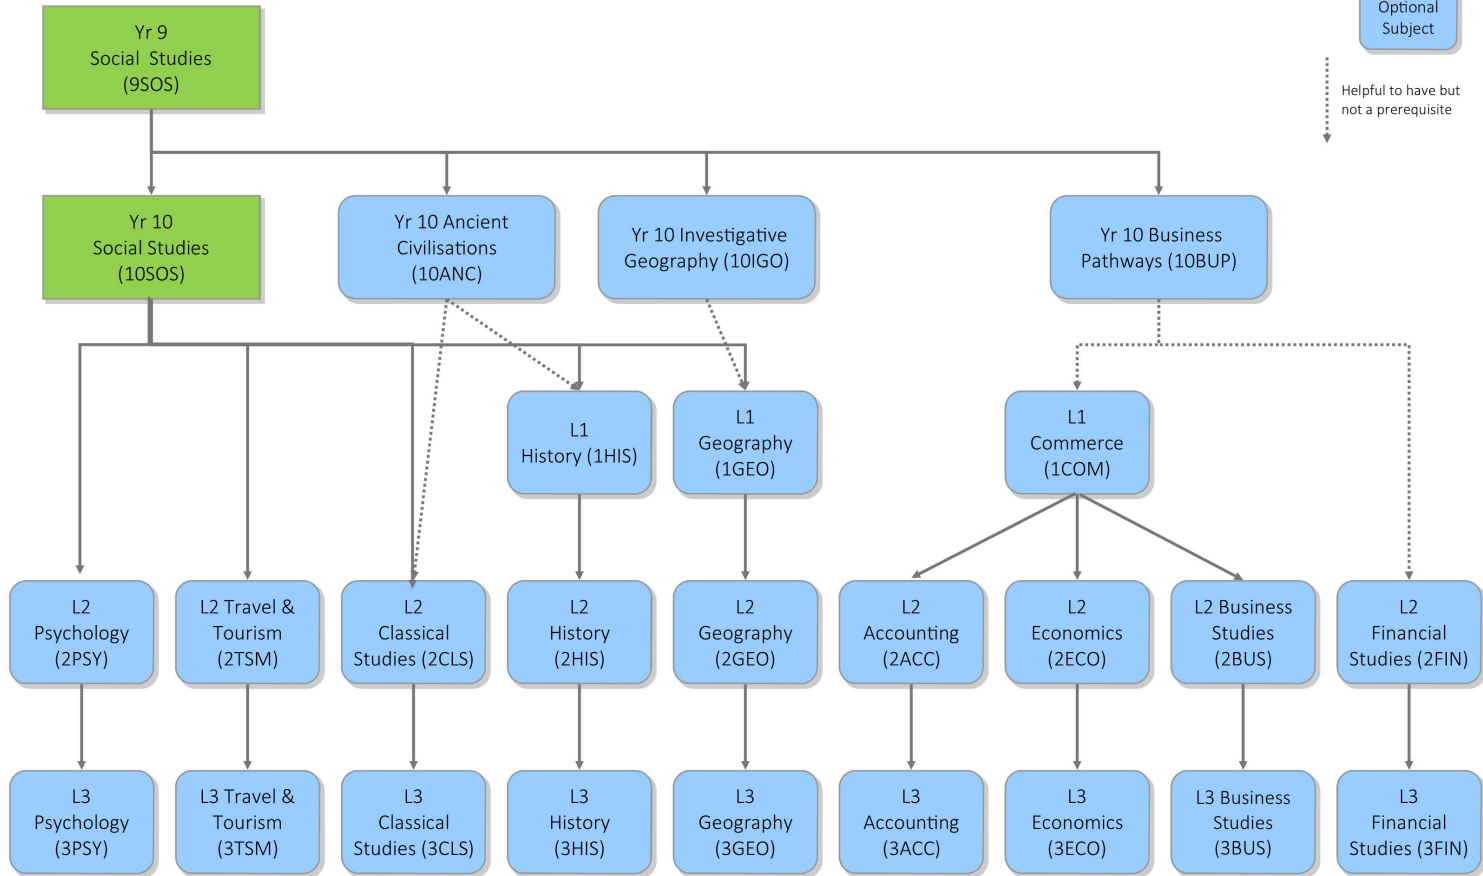 Optional
Subject
Helpful to have but
not a prerequisite
Yr 9
Social Studies
(9SOS)
Yr 10
Social Studies
(10SOS)
Yr 10 Ancient
Civilisations
(10ANC)
Yr 10 Investigative
Geography (10IGO)
Yr 10 Business
Pathways (10BUP)
L1
History (1HIS)
L1
Geography
(1GEO)
L1
Commerce
(1COM)
L2
Psychology
(2PSY)
L2 Travel &
Tourism
(2TSM)
L2
Classical
Studies (2CLS)
L2
History
(2HIS)
L2
Geography
(2GEO)
L2
Accounting
(2ACC)
L2
Economics
(2ECO)
L2 Business
Studies
(2BUS)
L2
Financial
Studies (2FIN)
L3
Psychology
(3PSY)
L3 Travel &
Tourism
(3TSM)
L3
Classical
Studies (3CLS)
L3
History
(3HIS)
L3
Geography
(3GEO)
L3
Accounting
(3ACC)
L3
Economics
(3ECO)
L3 Business
Studies
(3BUS)
L3
Financial
Studies (3FIN)